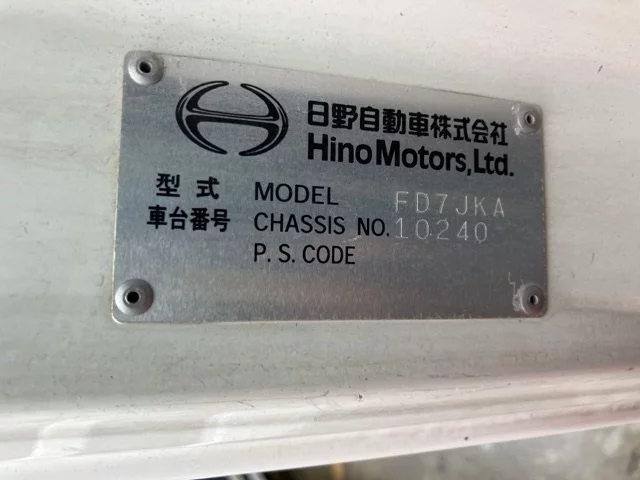 日野自動車株式会社
Hino Motors, Ltd.
型式 MODEL FD7JKA
車台番号 CHASSIS NO. 10240
P. S. CODE